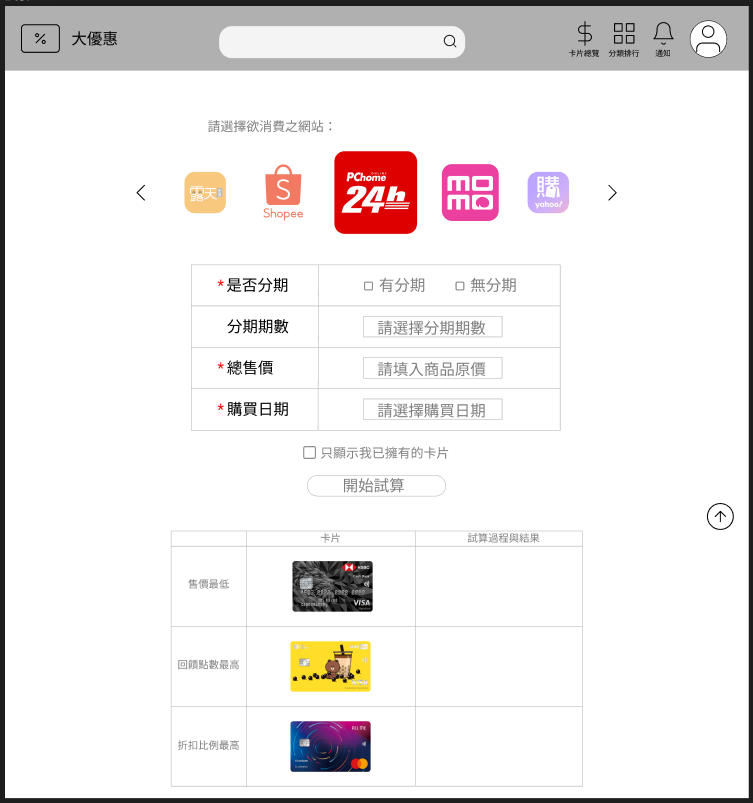 % 大優惠
卡片總覽 分類排行 通知
請選擇欲消費之網站：
露天
Shopee
PChome
24h
momo
購
yahoo!
*是否分期 有分期 無分期
分期期數 請選擇分期期數
*總售價 請填入商品原價
*購買日期 請選擇購買日期
只顯示我已擁有的卡片
開始試算
卡片 試算過程與結果
售價最低
HSBC
VISA
回饋點數最高
折扣比例最高